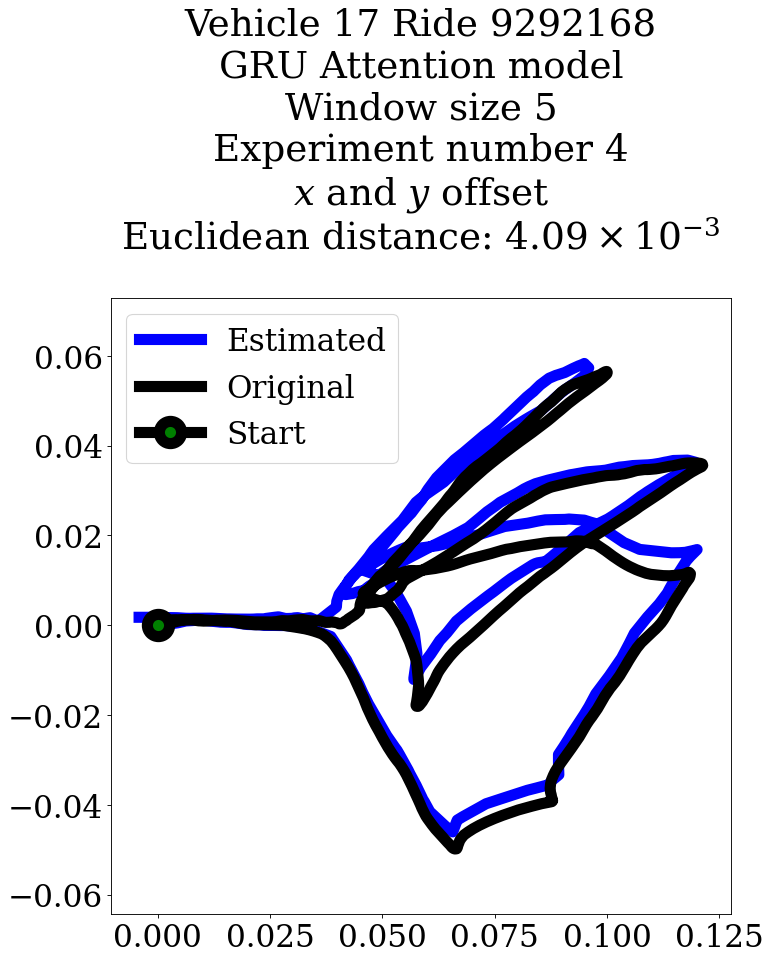 Vehicle 17 Ride 9292168
GRU Attention model
Window size 5
Experiment number 4
x and y offset
Euclidean distance: 4.09 × 10⁻³
Estimated
Original
Start
0.06
0.04
0.02
0.00
−0.02
−0.04
−0.06
0.000 0.025 0.050 0.075 0.100 0.125